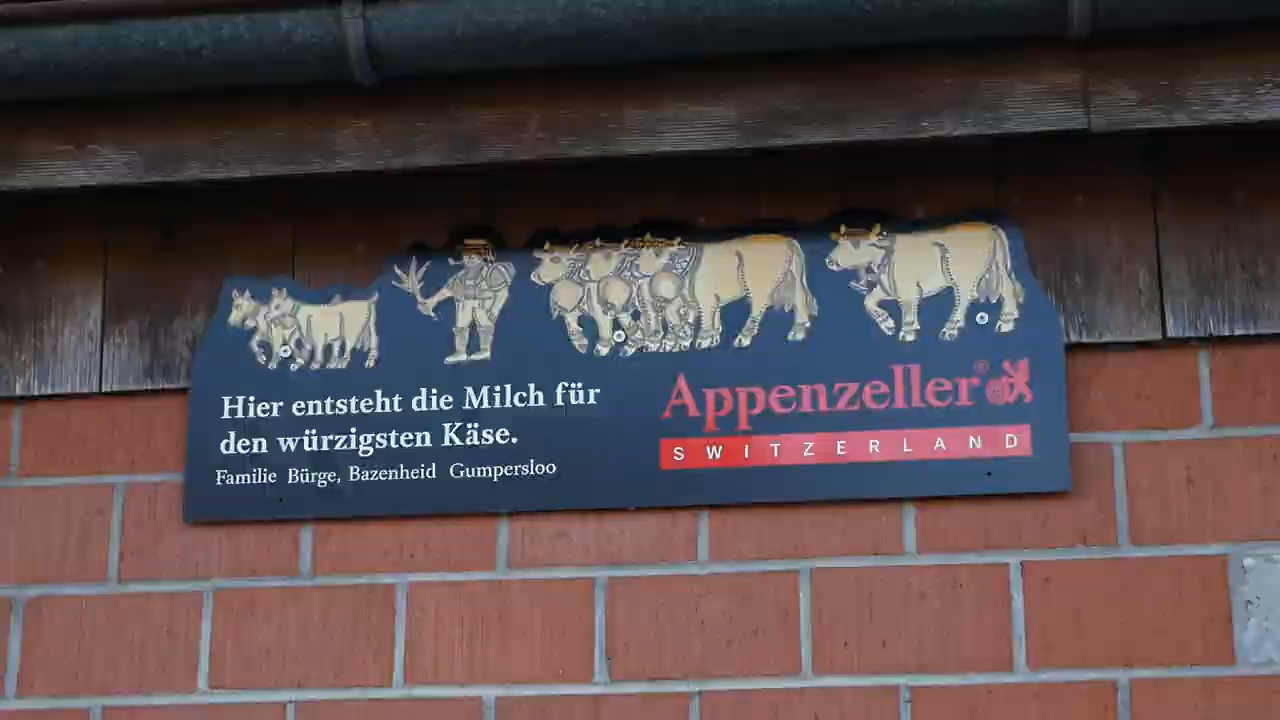 Hier entsteht die Milch für
den würzigsten Käse.
Familie Bürge, Bazenheid Gumpersloo
Appenzeller®
SWITZERLAND